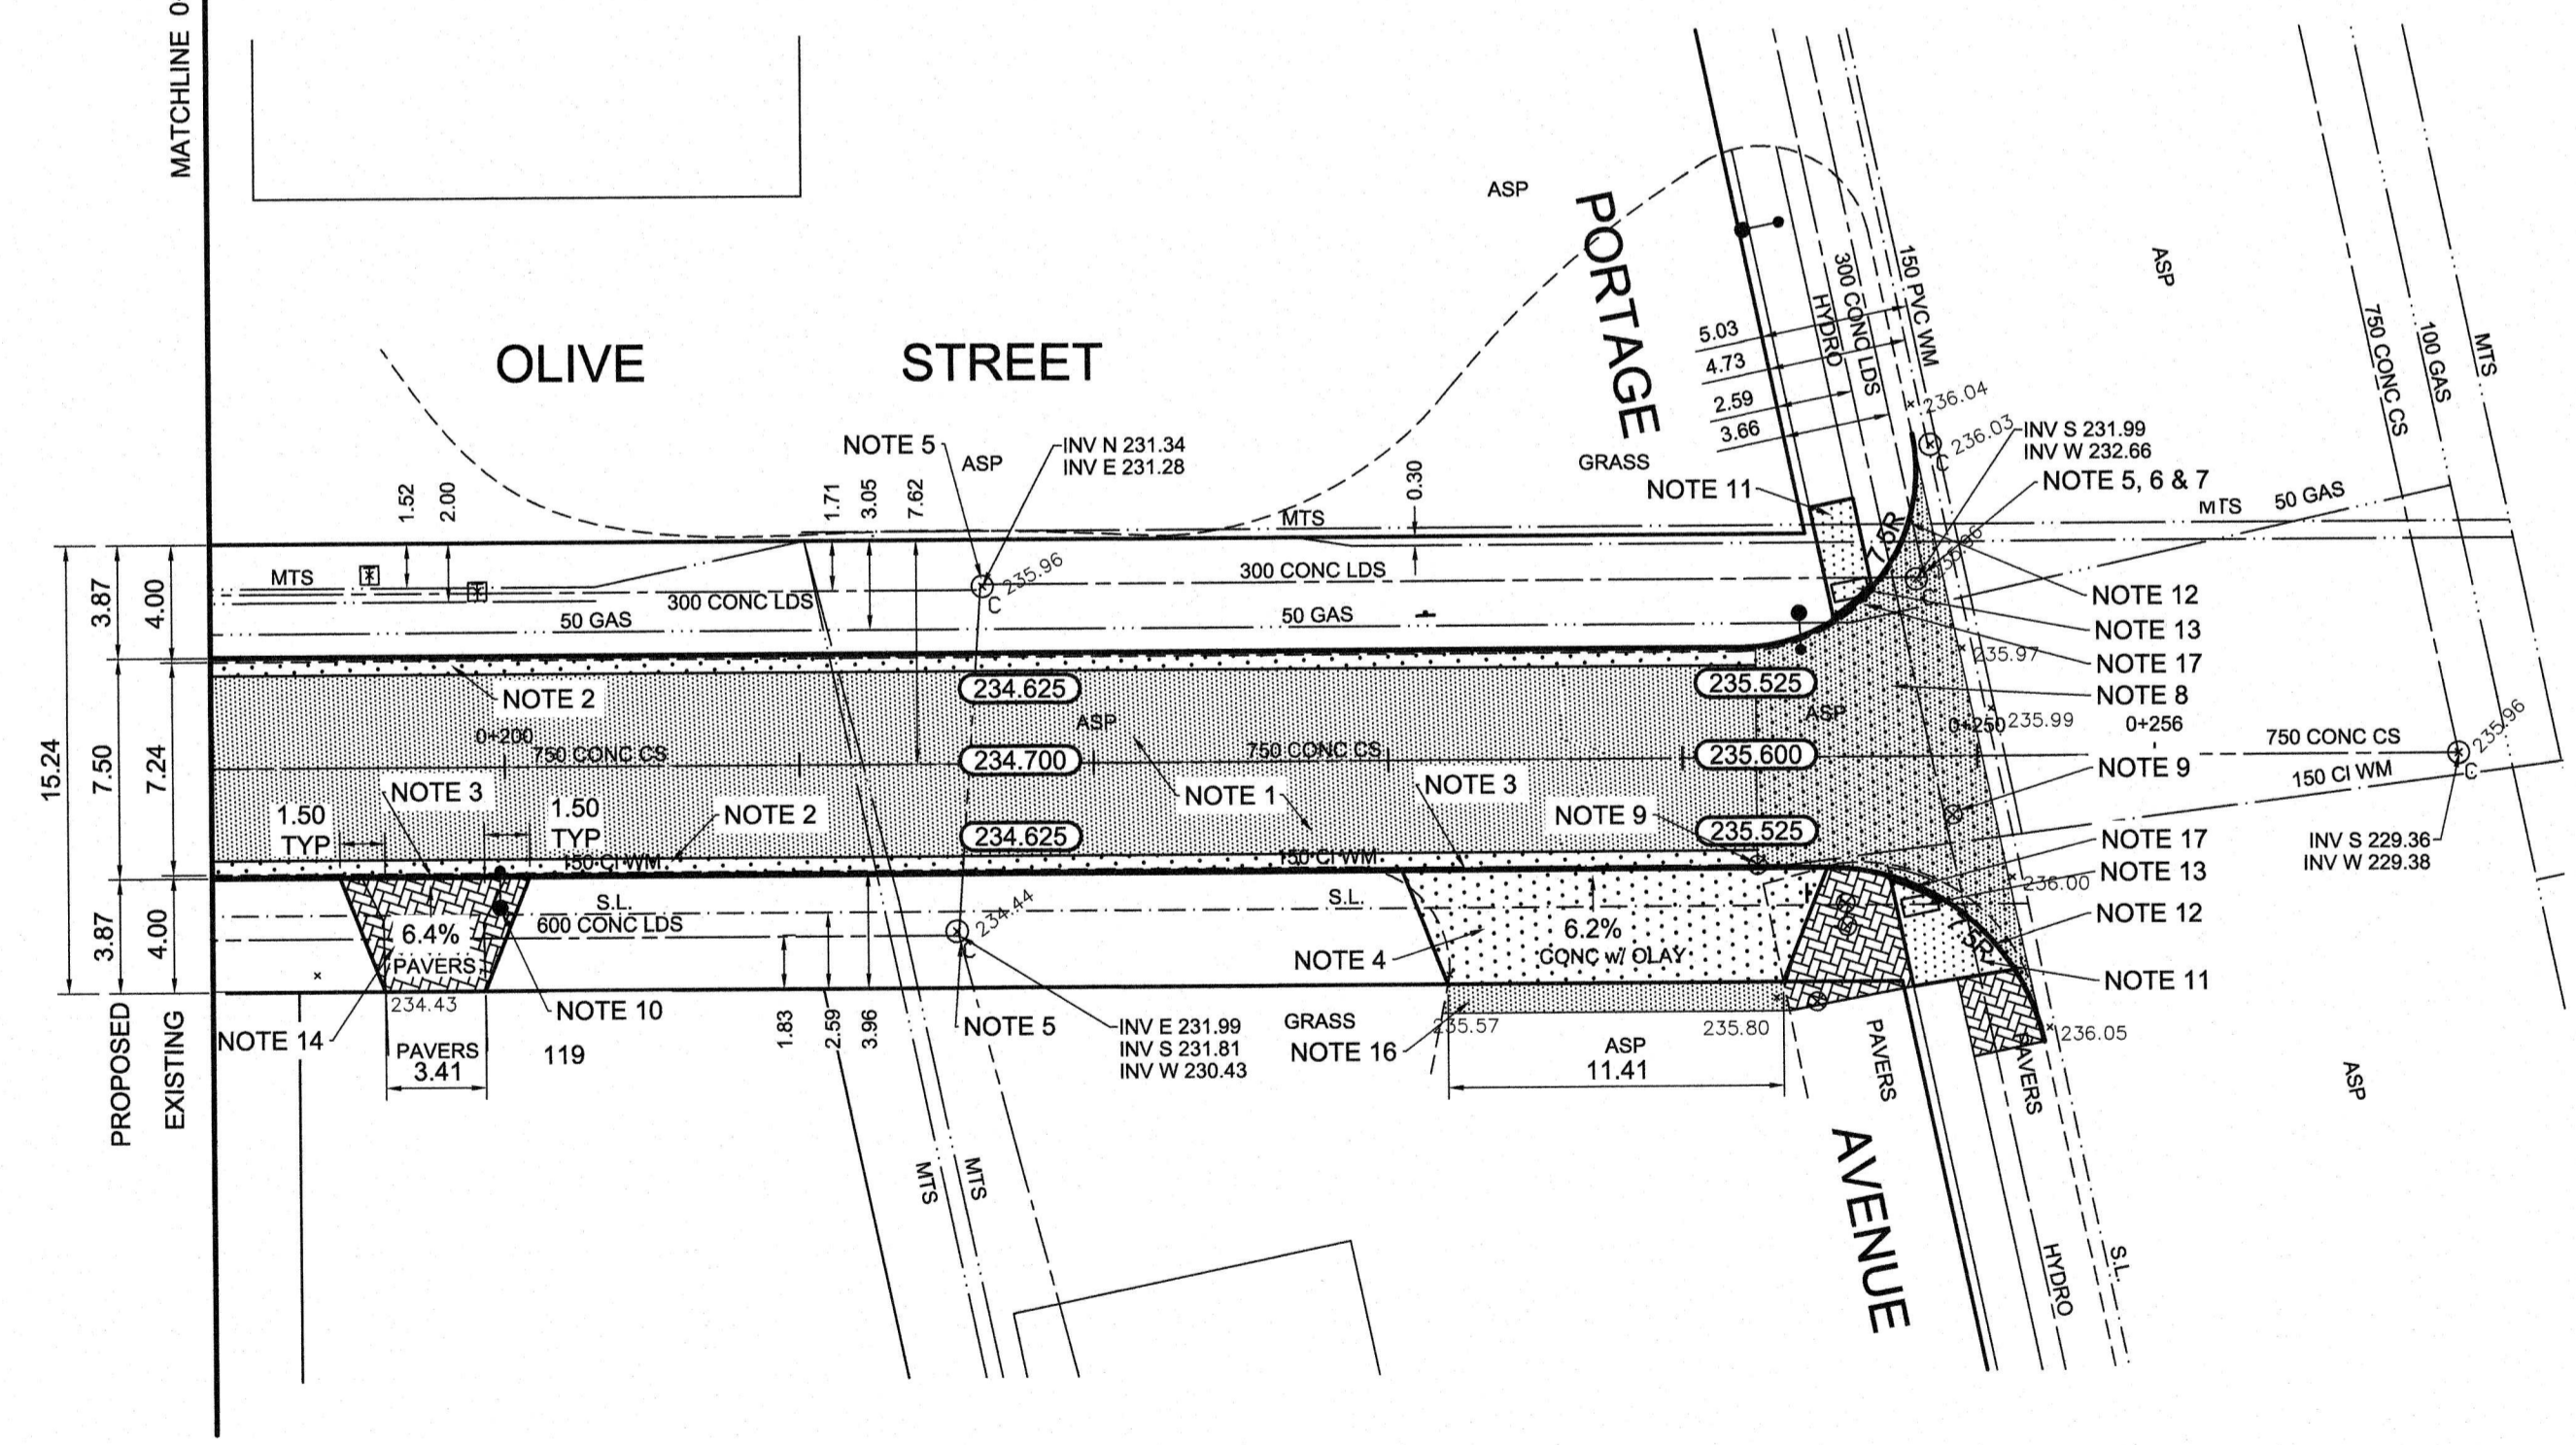 MATCHLINE 0
OLIVE STREET
PORTAGE
AVENUE
ASP
ASP
ASP
5.03
4.73
2.59
3.66
HYDRO
300 CONC LDS
150 PVC WM
236.04
236.03
C
750 CONC CS
100 GAS
MTS
NOTE 5
ASP
INV N 231.34
INV E 231.28
GRASS
NOTE 11
INV S 231.99
INV W 232.66
NOTE 5, 6 & 7
1.52
2.00
1.71
3.05
7.62
0.30
MTS
MTS
50 GAS
MTS
300 CONC LDS
235.96
C
300 CONC LDS
50 GAS
50 GAS
C
NOTE 12
NOTE 13
NOTE 17
NOTE 8
235.97
235.99
15.24
3.87
7.50
3.87
4.00
7.24
4.00
PROPOSED
EXISTING
NOTE 2
234.625
235.525
ASP
ASP
0+200
0+250
0+256
750 CONC CS
234.700
750 CONC CS
235.600
750 CONC CS
235.96
C
150 CI WM
NOTE 9
NOTE 3
1.50
TYP
1.50
TYP
NOTE 2
NOTE 1
NOTE 3
NOTE 9
234.625
235.525
150 CI WM
150 CI WM
INV S 229.36
INV W 229.38
NOTE 17
NOTE 13
236.00
NOTE 12
7.5R
NOTE 11
S.L.
600 CONC LDS
S.L.
6.4%
PAVERS
234.44
C
6.2%
CONC w/ OLAY
NOTE 4
234.43
NOTE 10
NOTE 14
PAVERS
3.41
119
1.83
2.59
3.96
NOTE 5
INV E 231.99
INV S 231.81
INV W 230.43
GRASS
NOTE 16
235.57
235.80
ASP
11.41
PAVERS
PAVERS
236.05
ASP
MTS
MTS
HYDRO
S.L.